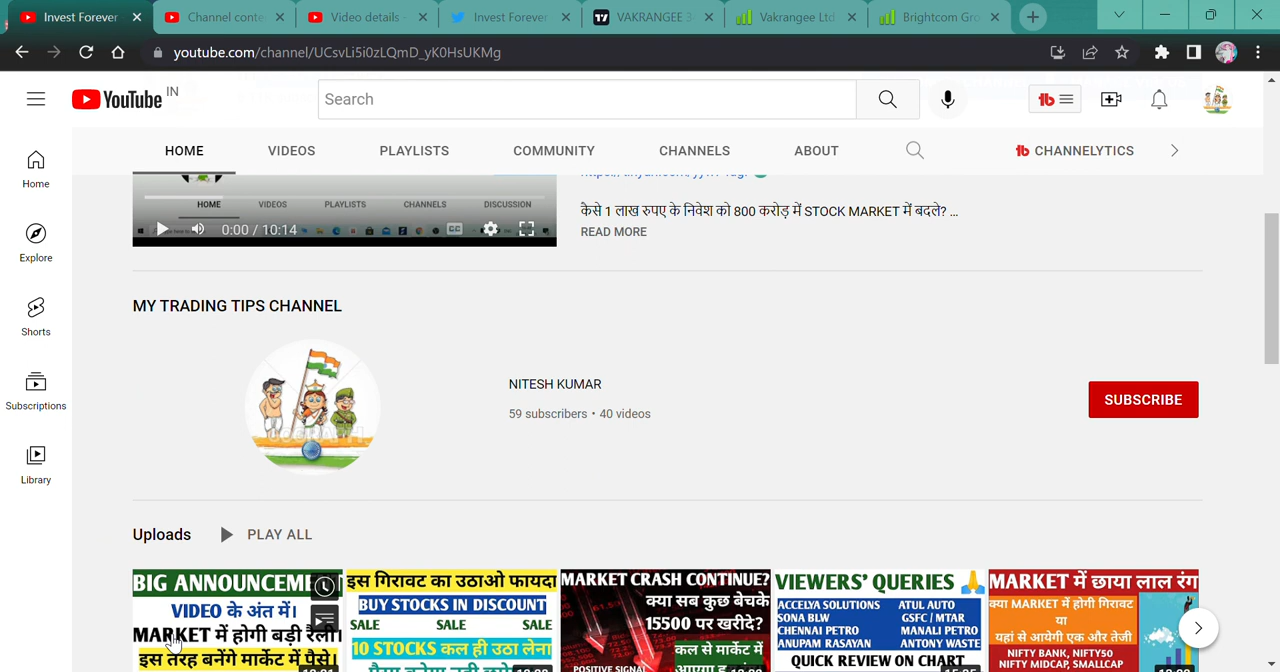 Invest Forever
Channel conte
Video details
Invest Forever
VAKRANGEE 3
Vakrangee Ltd
Brightcom Gro
youtube.com/channel/UCsvLi5i0zLQmD_yK0HsUKMg
YouTube IN
Search
HOME VIDEOS PLAYLISTS COMMUNITY CHANNELS ABOUT CHANNELYTICS
Home
Explore
Shorts
Subscriptions
Library
HOME VIDEOS PLAYLISTS CHANNELS DISCUSSION
0:00 / 10:14
कैसे 1 लाख रुपए के निवेश को 800 करोड़ में STOCK MARKET में बदले? ...
READ MORE
MY TRADING TIPS CHANNEL
NITESH KUMAR
59 subscribers • 40 videos
SUBSCRIBE
Uploads PLAY ALL
BIG ANNOUNCEME
VIDEO के अंत में।
MARKET में होगी बड़ी रैली।
इस तरह बनेंगे मार्केट में पैसे।
इस गिरावट का उठाओ फायदा
BUY STOCKS IN DISCOUNT
SALE SALE SALE
10 STOCKS कल ही उठा लेना
MARKET CRASH CONTINUE?
क्या सब कुछ बेचके
15500 पर खरीदे?
कल से मार्केट में
POSITIVE SIGNAL
VIEWERS' QUERIES
ACCELYA SOLUTIONS ATUL AUTO
SONA BLW GSFC / MTAR
CHENNAI PETRO MANALI PETRO
ANUPAM RASAYAN ANTONY WASTE
QUICK REVIEW ON CHART
MARKET में छाया लाल रंग
क्या MARKET में होगी गिरावट
या
यहां से आयेगी एक और तेजी
NIFTY BANK, NIFTY50
NIFTY MIDCAP, SMALLCAP